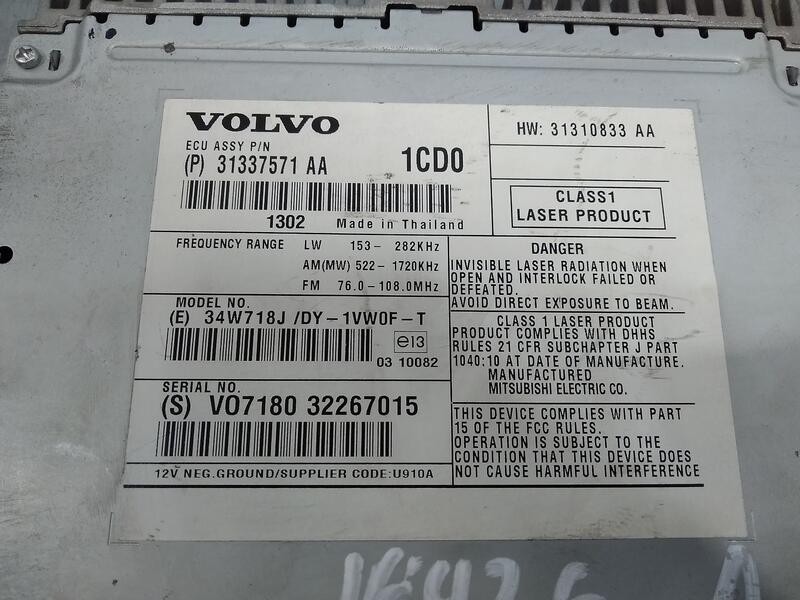 VOLVO
ECU ASSY P/N
(P) 31337571 AA 1CD0
1302 Made in Thailand
HW: 31310833 AA
CLASS1
LASER PRODUCT
FREQUENCY RANGE LW 153- 282KHz
AM(MW) 522- 1720KHz
FM 76.0- 108.0MHz
MODEL NO.
(E) 34W718J /DY-1VW0F-T
e13
03 10082
SERIAL NO.
(S) VO7180 32267015
12V NEG.GROUND/SUPPLIER CODE:U910A
DANGER
INVISIBLE LASER RADIATION WHEN
OPEN AND INTERLOCK FAILED OR
DEFEATED.
AVOID DIRECT EXPOSURE TO BEAM.
CLASS 1 LASER PRODUCT
PRODUCT COMPLIES WITH DHHS
RULES 21 CFR SUBCHAPTER J PART
1040:10 AT DATE OF MANUFACTURE.
MANUFACTURED
MITSUBISHI ELECTRIC CO.
THIS DEVICE COMPLIES WITH PART
15 OF THE FCC RULES.
OPERATION IS SUBJECT TO THE
CONDITION THAT THIS DEVICE DOES
NOT CAUSE HARMFUL INTERFERENCE